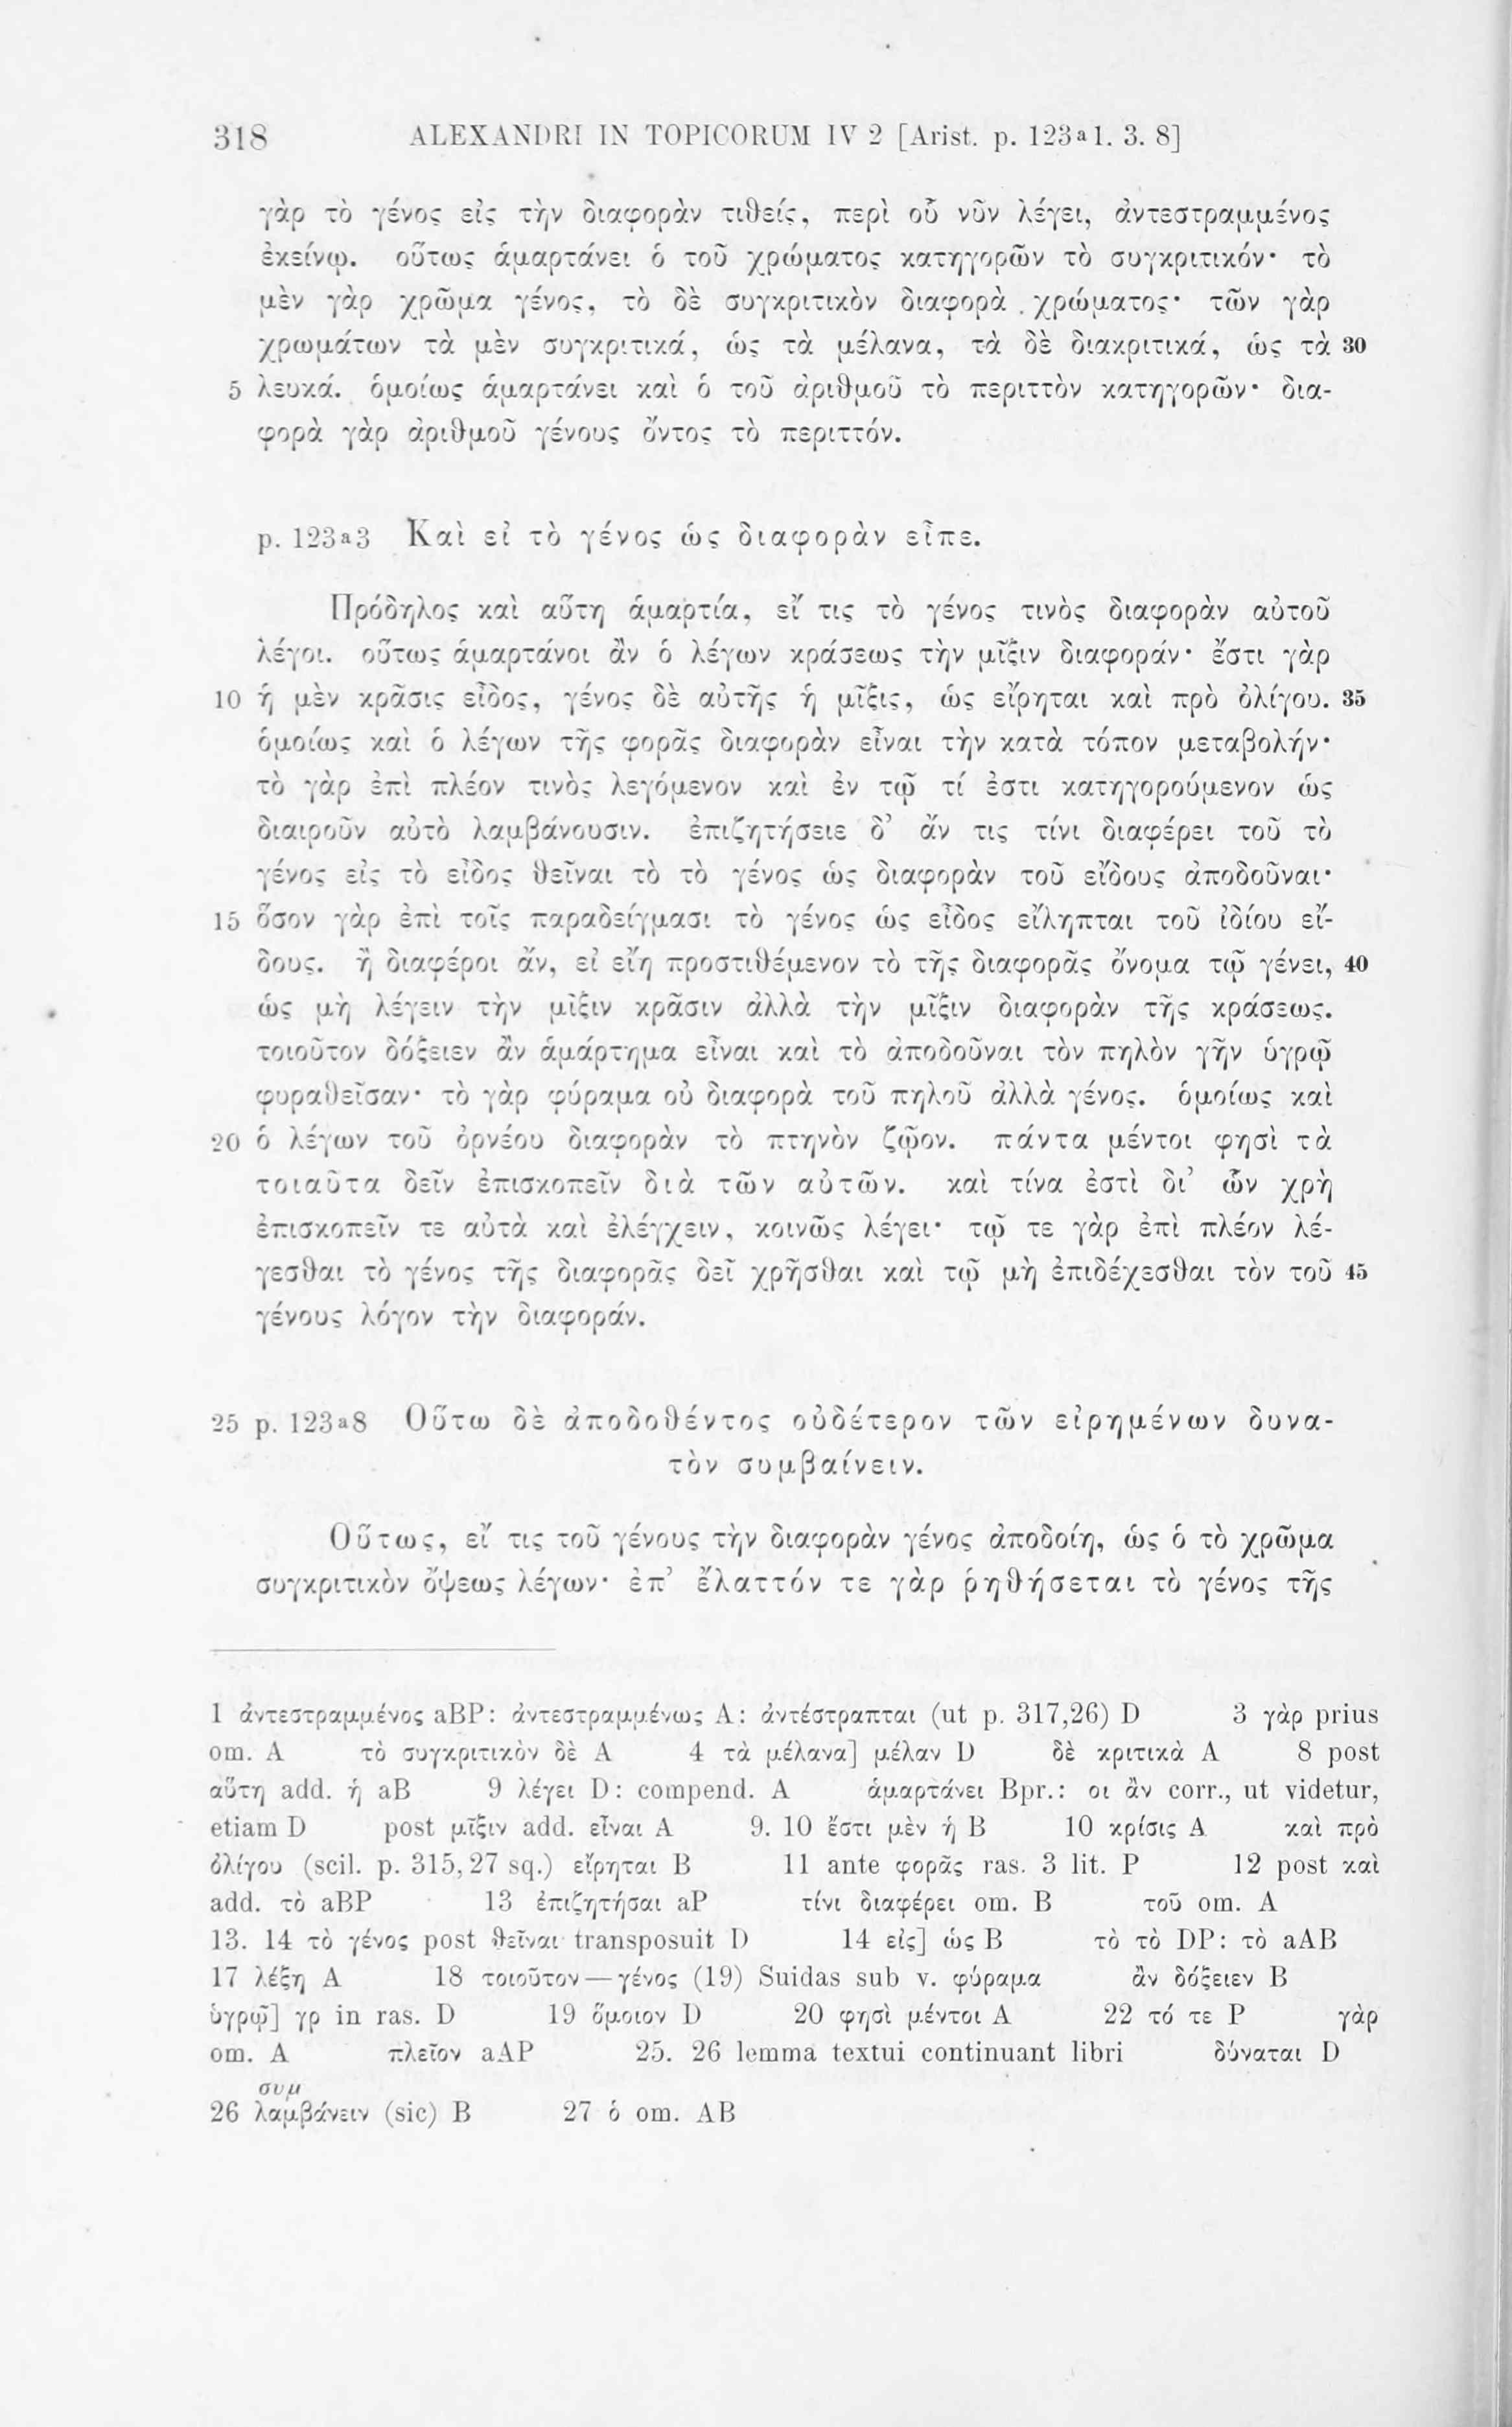 318 ALEXANDRI IN TOPICORUM IV 2 [Arist. p. 123ᵃ1. 3. 8]
γὰρ τὸ γένος εἰς τὴν διαφορὰν τιθείς, περὶ οὗ νῦν λέγει, ἀντεστραμμένος
ἐκείνῳ. οὕτως ἁμαρτάνει ὁ τοῦ χρώματος κατηγορῶν τὸ συγκριτικόν· τὸ
μὲν γὰρ χρῶμα γένος, τὸ δὲ συγκριτικὸν διαφορὰ χρώματος· τῶν γὰρ
χρωμάτων τὰ μὲν συγκριτικά, ὡς τὰ μέλανα, τὰ δὲ διακριτικά, ὡς τὰ 30
5 λευκά. ὁμοίως ἁμαρτάνει καὶ ὁ τοῦ ἀριθμοῦ τὸ περιττὸν κατηγορῶν· δια-
φορὰ γὰρ ἀριθμοῦ γένους ὄντος τὸ περιττόν.
p. 123ᵃ3 Καὶ εἰ τὸ γένος ὡς διαφορὰν εἶπε.
Πρόδηλος καὶ αὕτη ἁμαρτία, εἴ τις τὸ γένος τινὸς διαφορὰν αὐτοῦ
λέγοι. οὕτως ἁμαρτάνοι ἂν ὁ λέγων κράσεως τὴν μῖξιν διαφοράν· ἔστι γὰρ
10 ἡ μὲν κρᾶσις εἶδος, γένος δὲ αὐτῆς ἡ μῖξις, ὡς εἴρηται καὶ πρὸ ὀλίγου. 35
ὁμοίως καὶ ὁ λέγων τῆς φορᾶς διαφορὰν εἶναι τὴν κατὰ τόπον μεταβολήν·
τὸ γὰρ ἐπὶ πλέον τινὸς λεγόμενον καὶ ἐν τῷ τί ἐστι κατηγορούμενον ὡς
διαιροῦν αὐτὸ λαμβάνουσιν. ἐπιζητήσειε δ’ ἄν τις τίνι διαφέρει τοῦ τὸ
γένος εἰς τὸ εἶδος θεῖναι τὸ τὸ γένος ὡς διαφορὰν τοῦ εἴδους ἀποδοῦναι·
15 ὅσον γὰρ ἐπὶ τοῖς παραδείγμασι τὸ γένος ὡς εἶδος εἴληπται τοῦ ἰδίου εἴ-
δους. ἢ διαφέροι ἄν, εἰ εἴη προστιθέμενον τὸ τῆς διαφορᾶς ὄνομα τῷ γένει, 40
ὡς μὴ λέγειν τὴν μῖξιν κρᾶσιν ἀλλὰ τὴν μῖξιν διαφορὰν τῆς κράσεως.
τοιοῦτον δόξειεν ἂν ἁμάρτημα εἶναι καὶ τὸ ἀποδοῦναι τὸν πηλὸν γῆν ὑγρῷ
φυραθεῖσαν· τὸ γὰρ φύραμα οὐ διαφορὰ τοῦ πηλοῦ ἀλλὰ γένος. ὁμοίως καὶ
20 ὁ λέγων τοῦ ὀρνέου διαφορὰν τὸ πτηνὸν ζῷον. πάντα μέντοι φησὶ τὰ
τοιαῦτα δεῖν ἐπισκοπεῖν διὰ τῶν αὐτῶν. καὶ τίνα ἐστὶ δι’ ὧν χρὴ
ἐπισκοπεῖν τε αὐτὰ καὶ ἐλέγχειν, κοινῶς λέγει· τῷ τε γὰρ ἐπὶ πλέον λέ-
γεσθαι τὸ γένος τῆς διαφορᾶς δεῖ χρῆσθαι καὶ τῷ μὴ ἐπιδέχεσθαι τὸν τοῦ 45
γένους λόγον τὴν διαφοράν.
25 p. 123ᵃ8 Οὕτω δὲ ἀποδοθέντος οὐδέτερον τῶν εἰρημένων δυνα-
τὸν συμβαίνειν.
Οὕτως, εἴ τις τοῦ γένους τὴν διαφορὰν γένος ἀποδοίη, ὡς ὁ τὸ χρῶμα
συγκριτικὸν ὄψεως λέγων· ἐπ’ ἔλαττόν τε γὰρ ῥηθήσεται τὸ γένος τῆς
1 ἀντεστραμμένος aBP: ἀντεστραμμένως A: ἀντέστραπται (ut p. 317,26) D 3 γὰρ prius
om. A τὸ συγκριτικὸν δὲ A 4 τὰ μέλανα] μέλαν D δὲ κριτικὰ A 8 post
αὕτη add. ἡ aB 9 λέγει D: compend. A ἁμαρτάνει Bpr.: οι ἂν corr., ut videtur,
etiam D post μῖξιν add. εἶναι A 9. 10 ἔστι μὲν ἡ B 10 κρίσις A καὶ πρὸ
ὀλίγου (scil. p. 315,27 sq.) εἴρηται B 11 ante φορᾶς ras. 3 lit. P 12 post καὶ
add. τὸ aBP 13 ἐπιζητήσαι aP τίνι διαφέρει om. B τοῦ om. A
13. 14 τὸ γένος post θεῖναι transposuit D 14 εἰς] ὡς B τὸ τὸ DP: τὸ aAB
17 λέξῃ A 18 τοιοῦτον — γένος (19) Suidas sub v. φύραμα ἂν δόξειεν B
ὑγρῷ] γρ in ras. D 19 ὅμοιον D 20 φησὶ μέντοι A 22 τό τε P γὰρ
om. A πλεῖον aAP 25. 26 lemma textui continuant libri δύναται D
συμ
26 λαμβάνειν (sic) B 27 ὁ om. AB